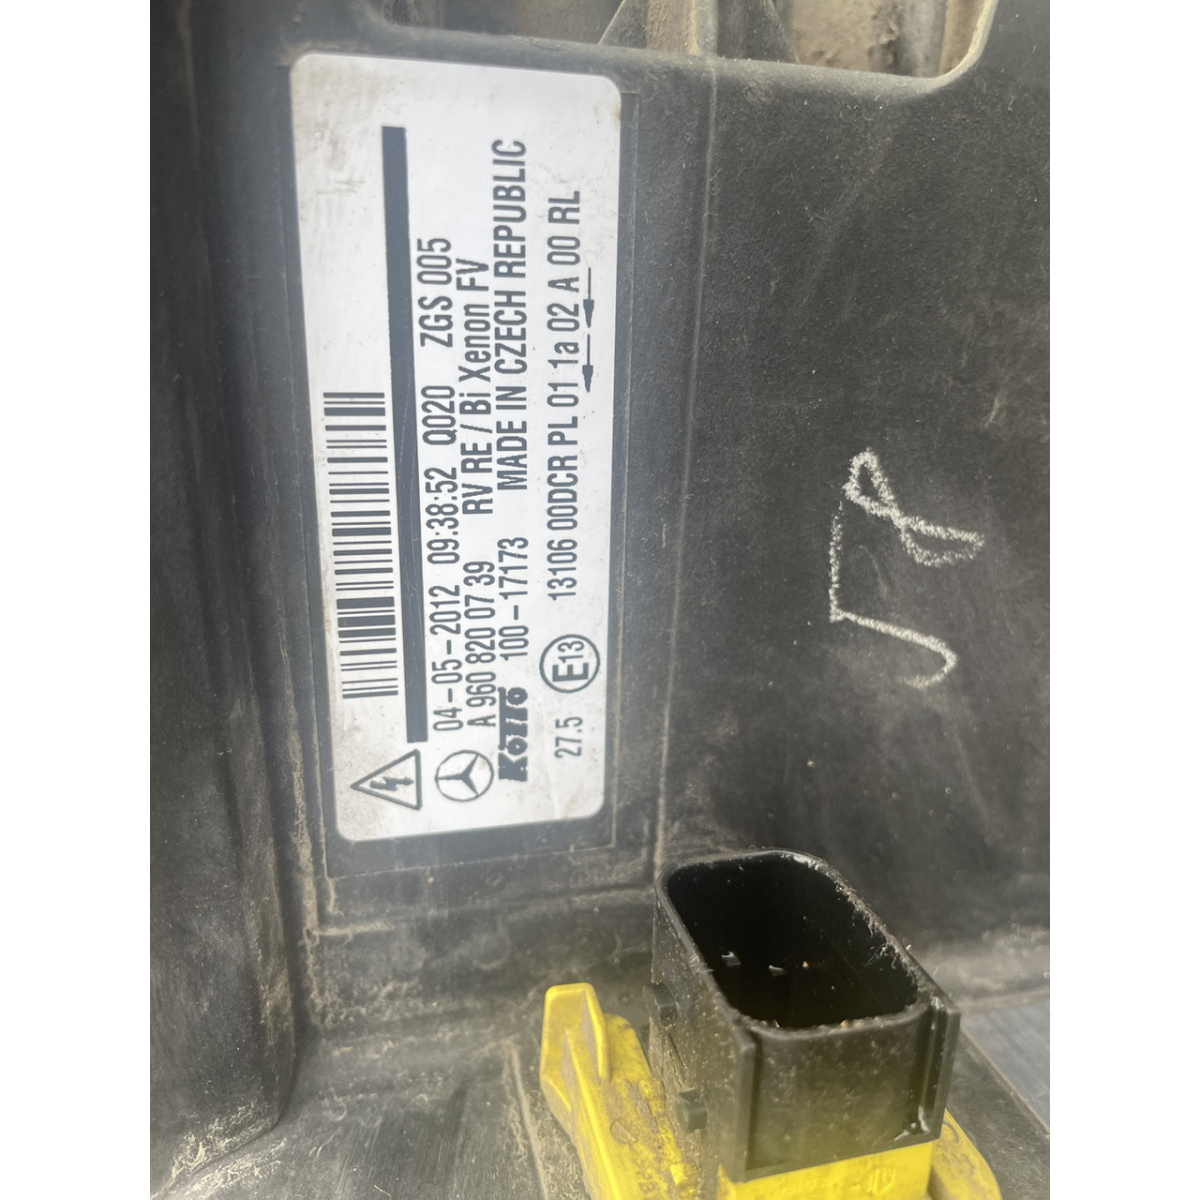 04-05-2012 09:38:52 Q020 ZGS 005
A 960 820 07 39 RV RE / Bi Xenon FV
100-17173 MADE IN CZECH REPUBLIC
27.5 E13 13106 00DCR PL 01 1a 02 A 00 RL